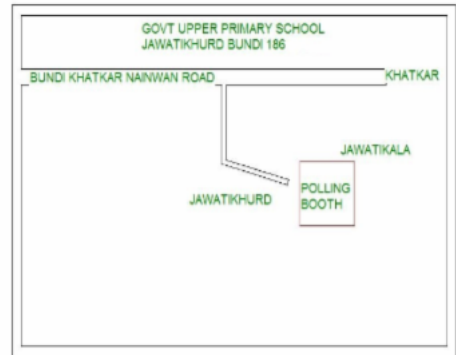 GOVT UPPER PRIMARY SCHOOL
JAWATIKHURD BUNDI 186
BUNDI KHATKAR NAINWAN ROAD
KHATKAR
JAWATIKALA
JAWATIKHURD
POLLING
BOOTH